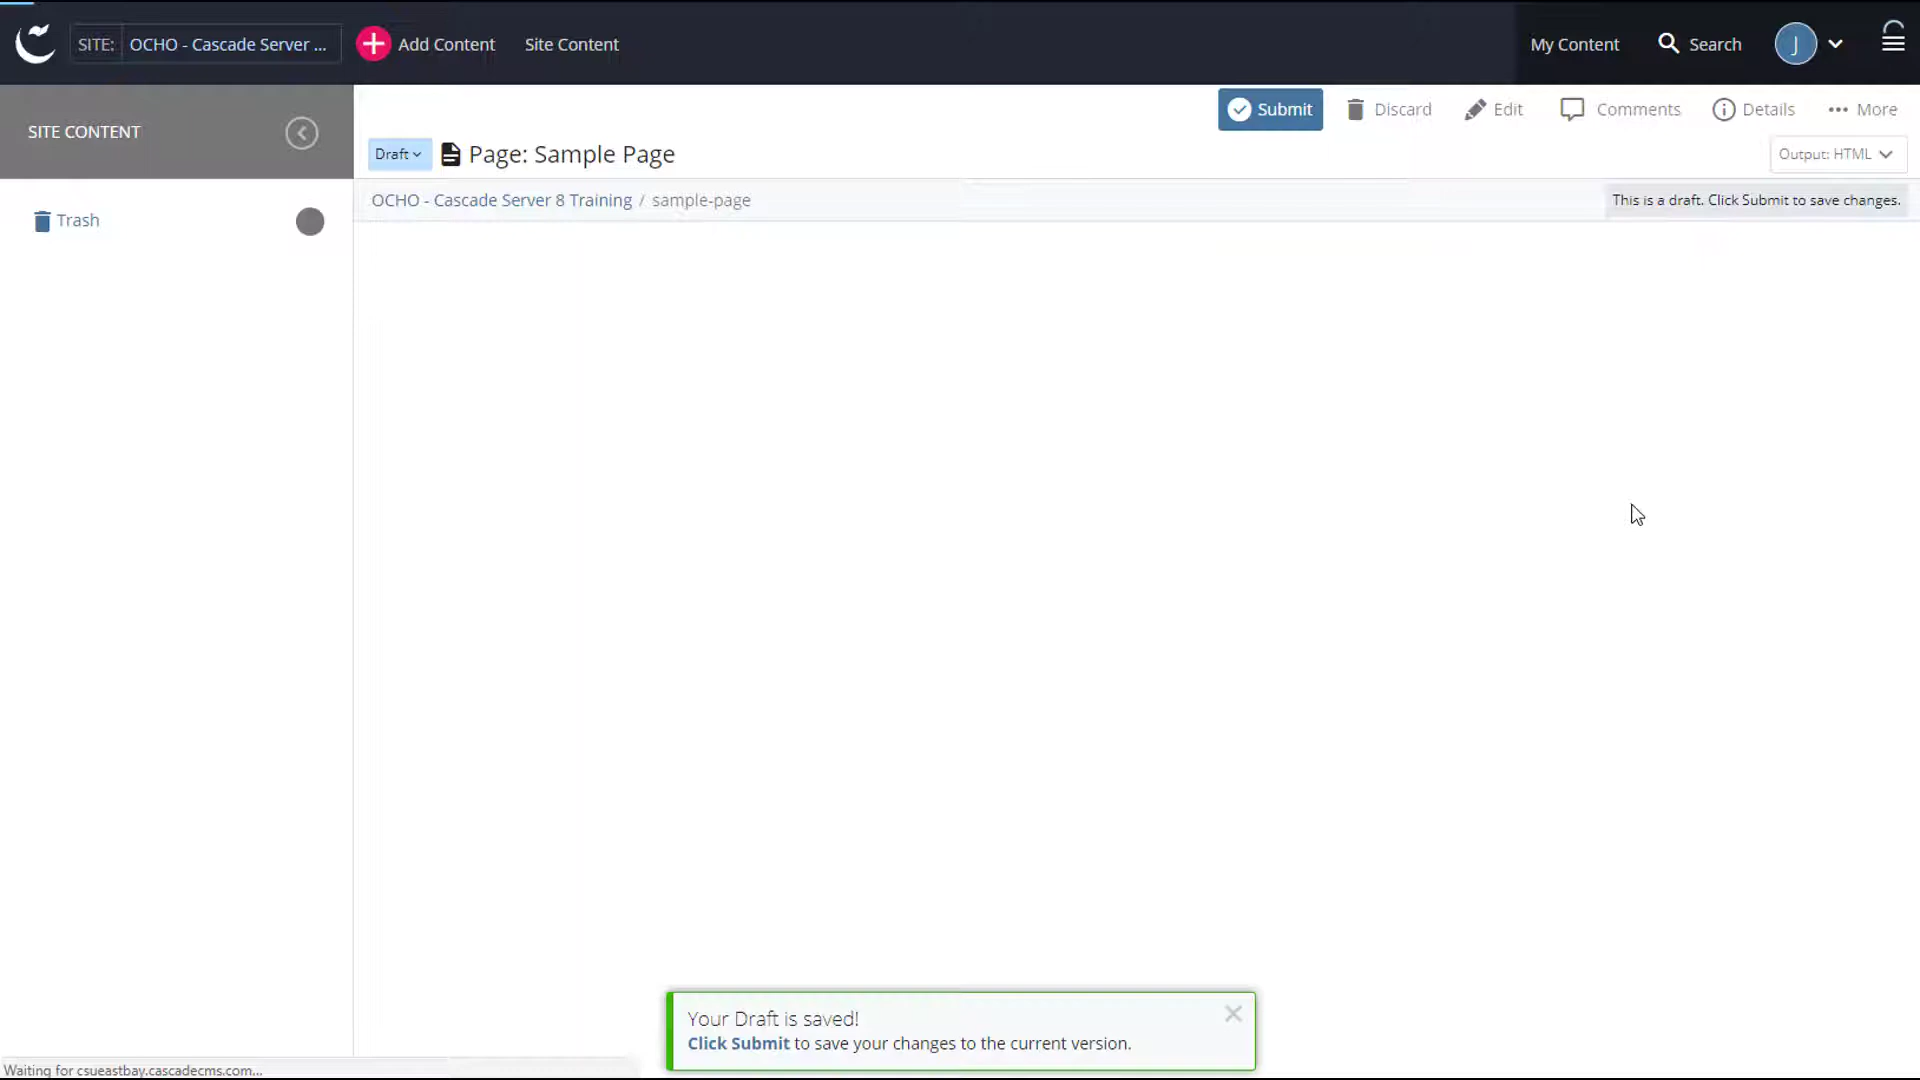 SITE: OCHO - Cascade Server ... Add Content Site Content My Content Search J
SITE CONTENT
Submit Discard Edit Comments Details More
Draft Page: Sample Page Output: HTML
OCHO - Cascade Server 8 Training / sample-page This is a draft. Click Submit to save changes.
Trash
Your Draft is saved!
Click Submit to save your changes to the current version.
Waiting for csueastbay.cascadecms.com...